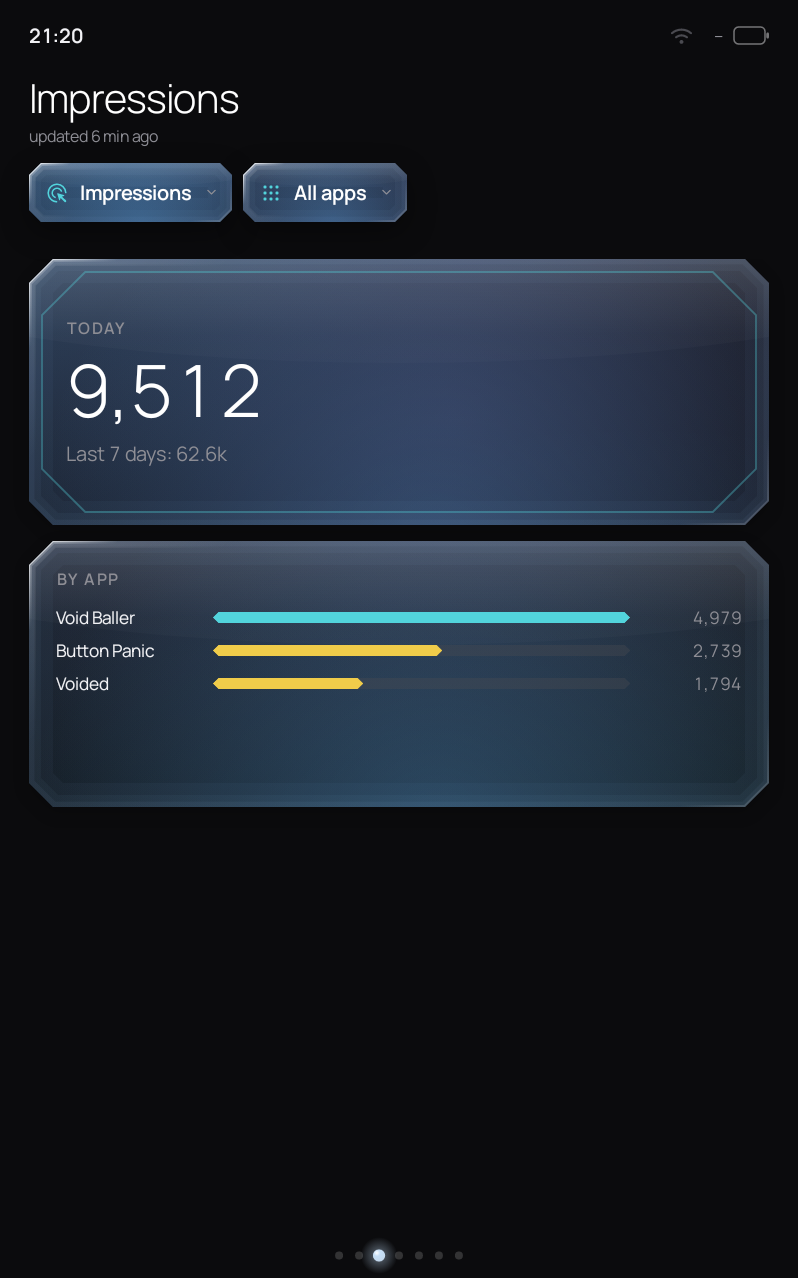 21:20
–
Impressions
updated 6 min ago
Impressions
All apps
TODAY
9,512
Last 7 days: 62.6k
BY APP
Void Baller 4,979
Button Panic 2,739
Voided 1,794